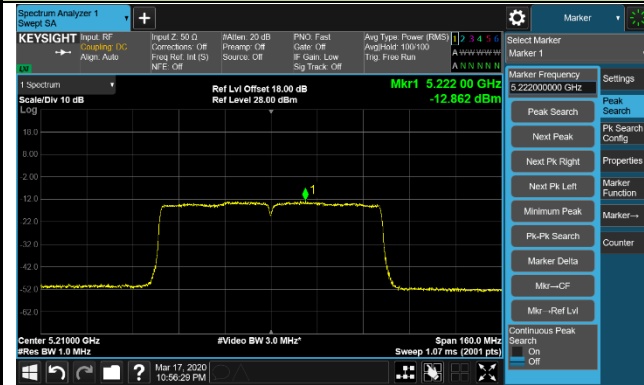 Spectrum Analyzer 1
Swept SA
Marker
KEYSIGHT Input: RF
Coupling: DC
Align: Auto
Input Z: 50 Ω
Corrections: Off
Freq Ref: Int (S)
NFE: Off
#Atten: 20 dB
Preamp: Off
Source: Off
PNO: Fast
Gate: Off
IF Gain: Low
Sig Track: Off
Avg Type: Power (RMS)
Avg|Hold: 100/100
Trig: Free Run
1 2 3 4 5 6
A W W W W W
A N N N N N
Select Marker
Marker 1
1 Spectrum
Scale/Div 10 dB
Log
Ref Lvl Offset 18.00 dB
Ref Level 28.00 dBm
Mkr1 5.222 00 GHz
-12.862 dBm
18.0
8.00
-2.00
-12.0
-22.0
-32.0
-42.0
-52.0
-62.0
1
Center 5.21000 GHz
#Res BW 1.0 MHz
#Video BW 3.0 MHz*
Span 160.0 MHz
Sweep 1.07 ms (2001 pts)
Marker Frequency
5.222000000 GHz
Peak Search
Next Peak
Next Pk Right
Next Pk Left
Minimum Peak
Pk-Pk Search
Marker Delta
Mkr→CF
Mkr→Ref Lvl
Continuous Peak
Search
On
Off
Settings
Peak
Search
Pk Search
Config
Properties
Marker
Function
Marker→
Counter
Mar 17, 2020
10:56:29 PM